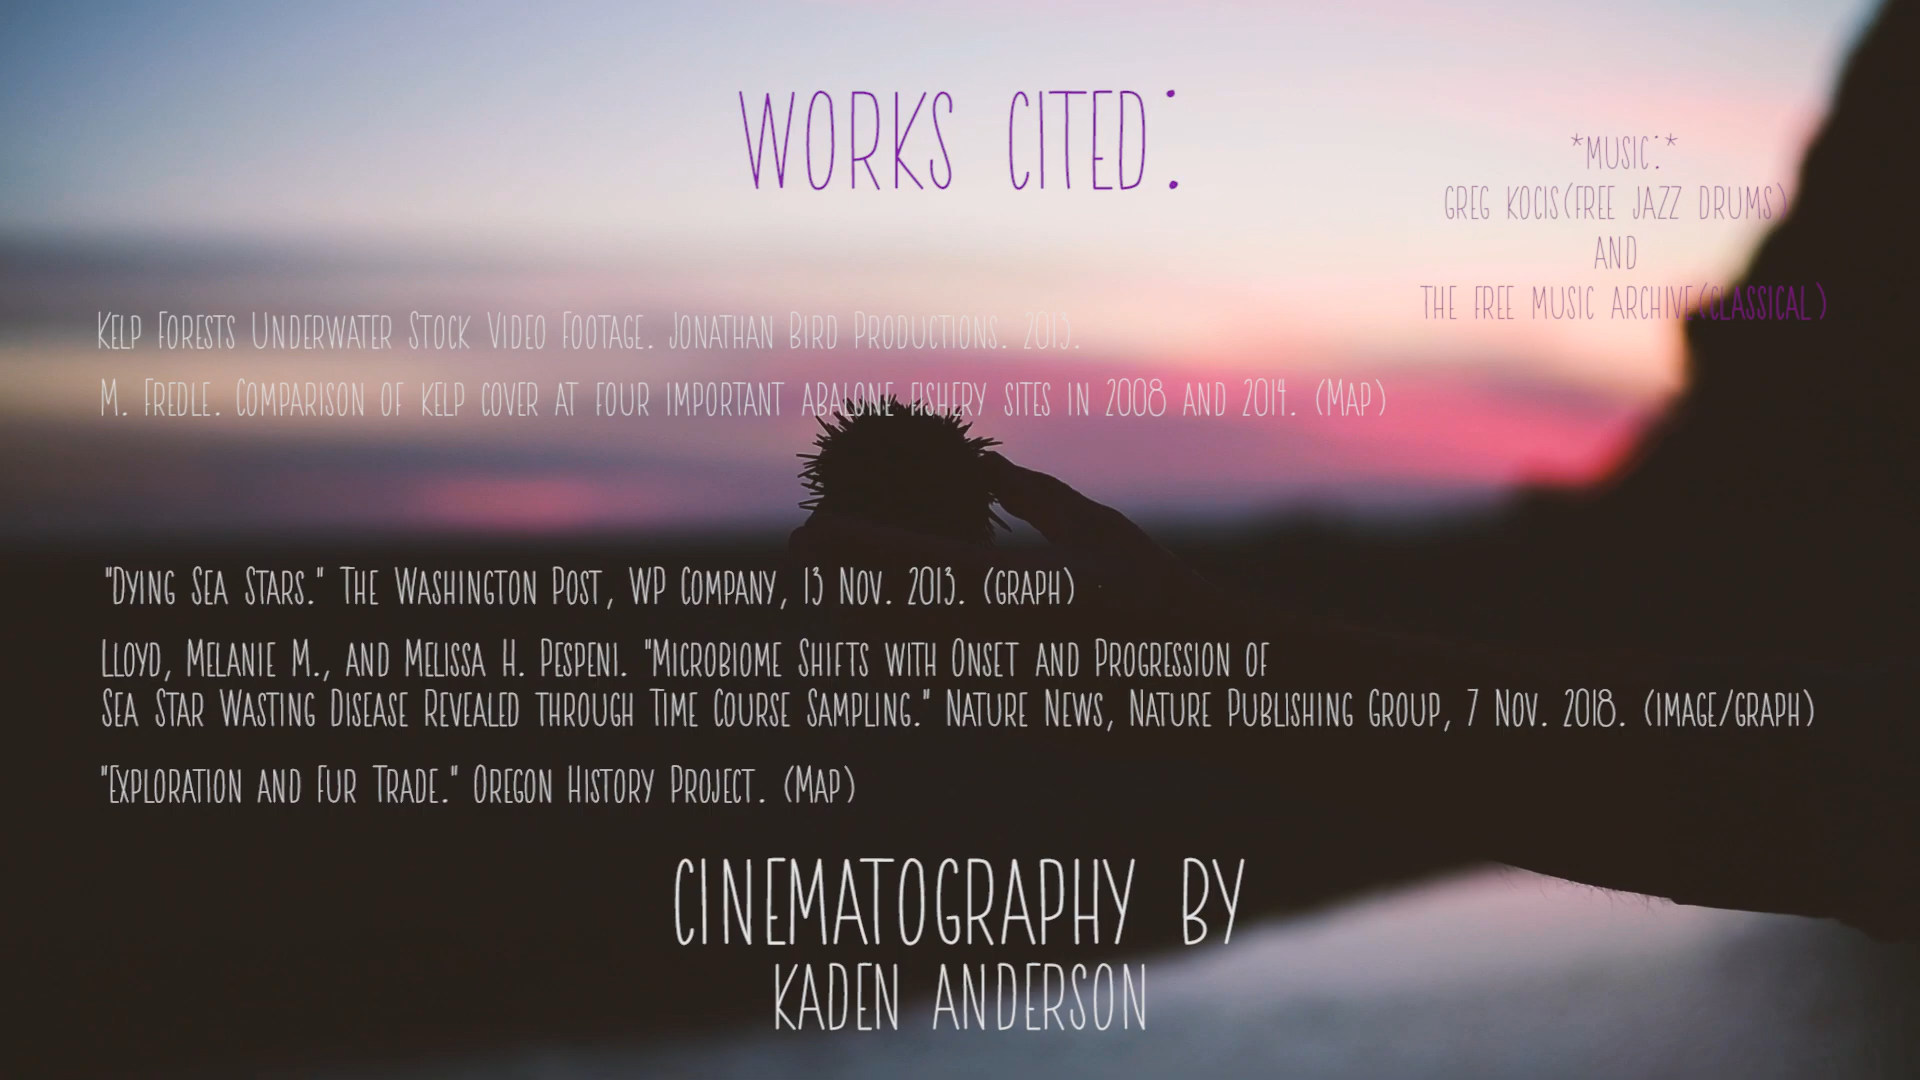 WORKS CITED:
*MUSIC:*
GREG KOCIS(FREE JAZZ DRUMS)
AND
THE FREE MUSIC ARCHIVE(CLASSICAL)
Kelp Forests Underwater Stock Video Footage. Jonathan Bird Productions. 2015.
M. Fredle. Comparison of kelp cover at four important abalone fishery sites in 2008 and 2014. (Map)
"Dying Sea Stars." The Washington Post, WP Company, 13 Nov. 2013. (graph)
Lloyd, Melanie M., and Melissa H. Pespeni. "Microbiome Shifts with Onset and Progression of
Sea Star Wasting Disease Revealed through Time Course Sampling." Nature News, Nature Publishing Group, 7 Nov. 2018. (image/graph)
"Exploration and Fur Trade." Oregon History Project. (Map)
CINEMATOGRAPHY BY
KADEN ANDERSON